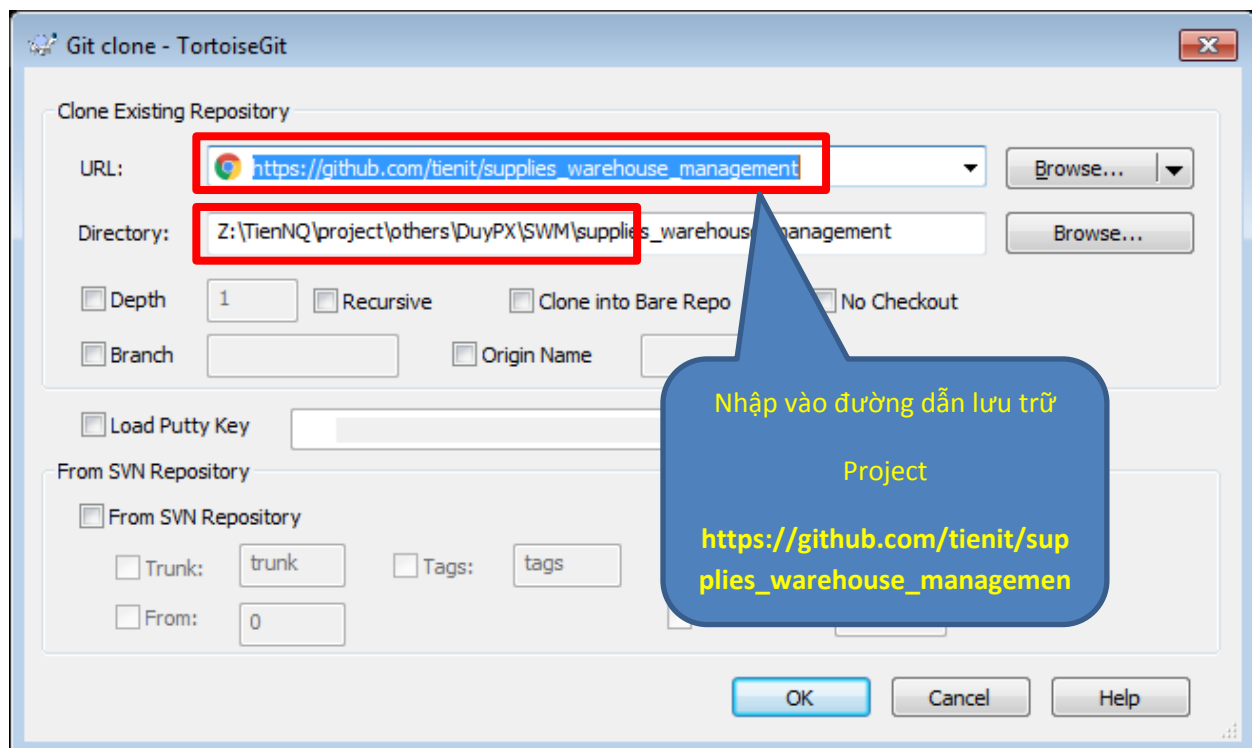 Git clone - TortoiseGit
Clone Existing Repository
URL: https://github.com/tienit/supplies_warehouse_management Browse...
Directory: Z:\TienNQ\project\others\DuyPX\SWM\supplies_warehouse_management Browse...
Depth 1 Recursive Clone into Bare Repo No Checkout
Branch Origin Name
Load Putty Key
From SVN Repository
From SVN Repository
Trunk: trunk Tags: tags
From: 0
Nhập vào đường dẫn lưu trữ
Project
https://github.com/tienit/sup
plies_warehouse_managemen
OK Cancel Help